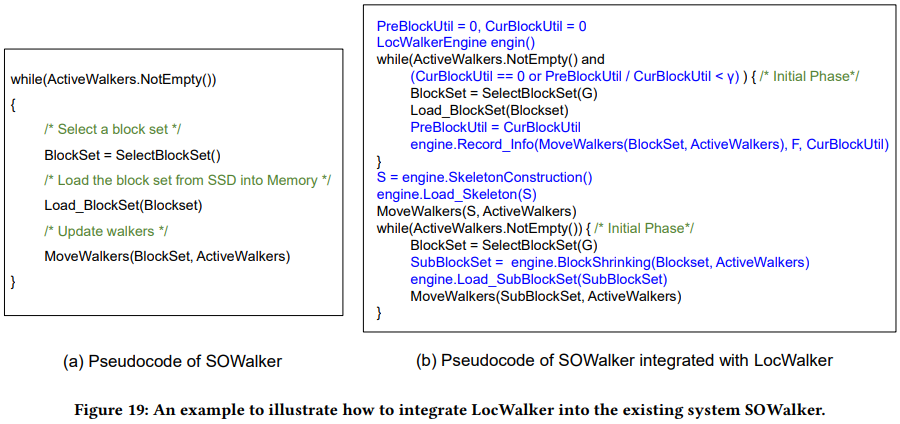 while(ActiveWalkers.NotEmpty())
{
/* Select a block set */
BlockSet = SelectBlockSet()
/* Load the block set from SSD into Memory */
Load_BlockSet(Blockset)
/* Update walkers */
MoveWalkers(BlockSet, ActiveWalkers)
}
(a) Pseudocode of SOWalker
PreBlockUtil = 0, CurBlockUtil = 0
LocWalkerEngine engin()
while(ActiveWalkers.NotEmpty() and
(CurBlockUtil == 0 or PreBlockUtil / CurBlockUtil < γ) ) { /* Initial Phase*/
BlockSet = SelectBlockSet(G)
Load_BlockSet(Blockset)
PreBlockUtil = CurBlockUtil
engine.Record_Info(MoveWalkers(BlockSet, ActiveWalkers), F, CurBlockUtil)
}
S = engine.SkeletonConstruction()
engine.Load_Skeleton(S)
MoveWalkers(S, ActiveWalkers)
while(ActiveWalkers.NotEmpty()) { /* Initial Phase*/
BlockSet = SelectBlockSet(G)
SubBlockSet = engine.BlockShrinking(Blockset, ActiveWalkers)
engine.Load_SubBlockSet(SubBlockSet)
MoveWalkers(SubBlockSet, ActiveWalkers)
}
(b) Pseudocode of SOWalker integrated with LocWalker
Figure 19: An example to illustrate how to integrate LocWalker into the existing system SOWalker.